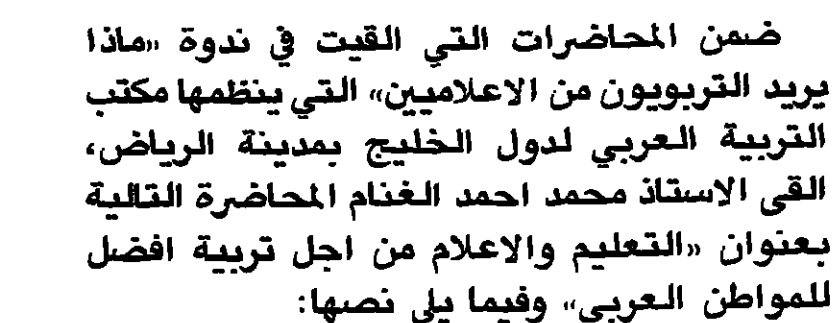 ضمن المحاضرات التي القيت في ندوة «ماذا
يريد التربويون من الاعلاميين» التي ينظمها مكتب
التربية العربي لدول الخليج بمدينة الرياض،
القى الاستاذ محمد احمد الغنام المحاضرة التالية
بعنوان «التعليم والاعلام من اجل تربية افضل
للمواطن العربي» وفيما يلي نصها: